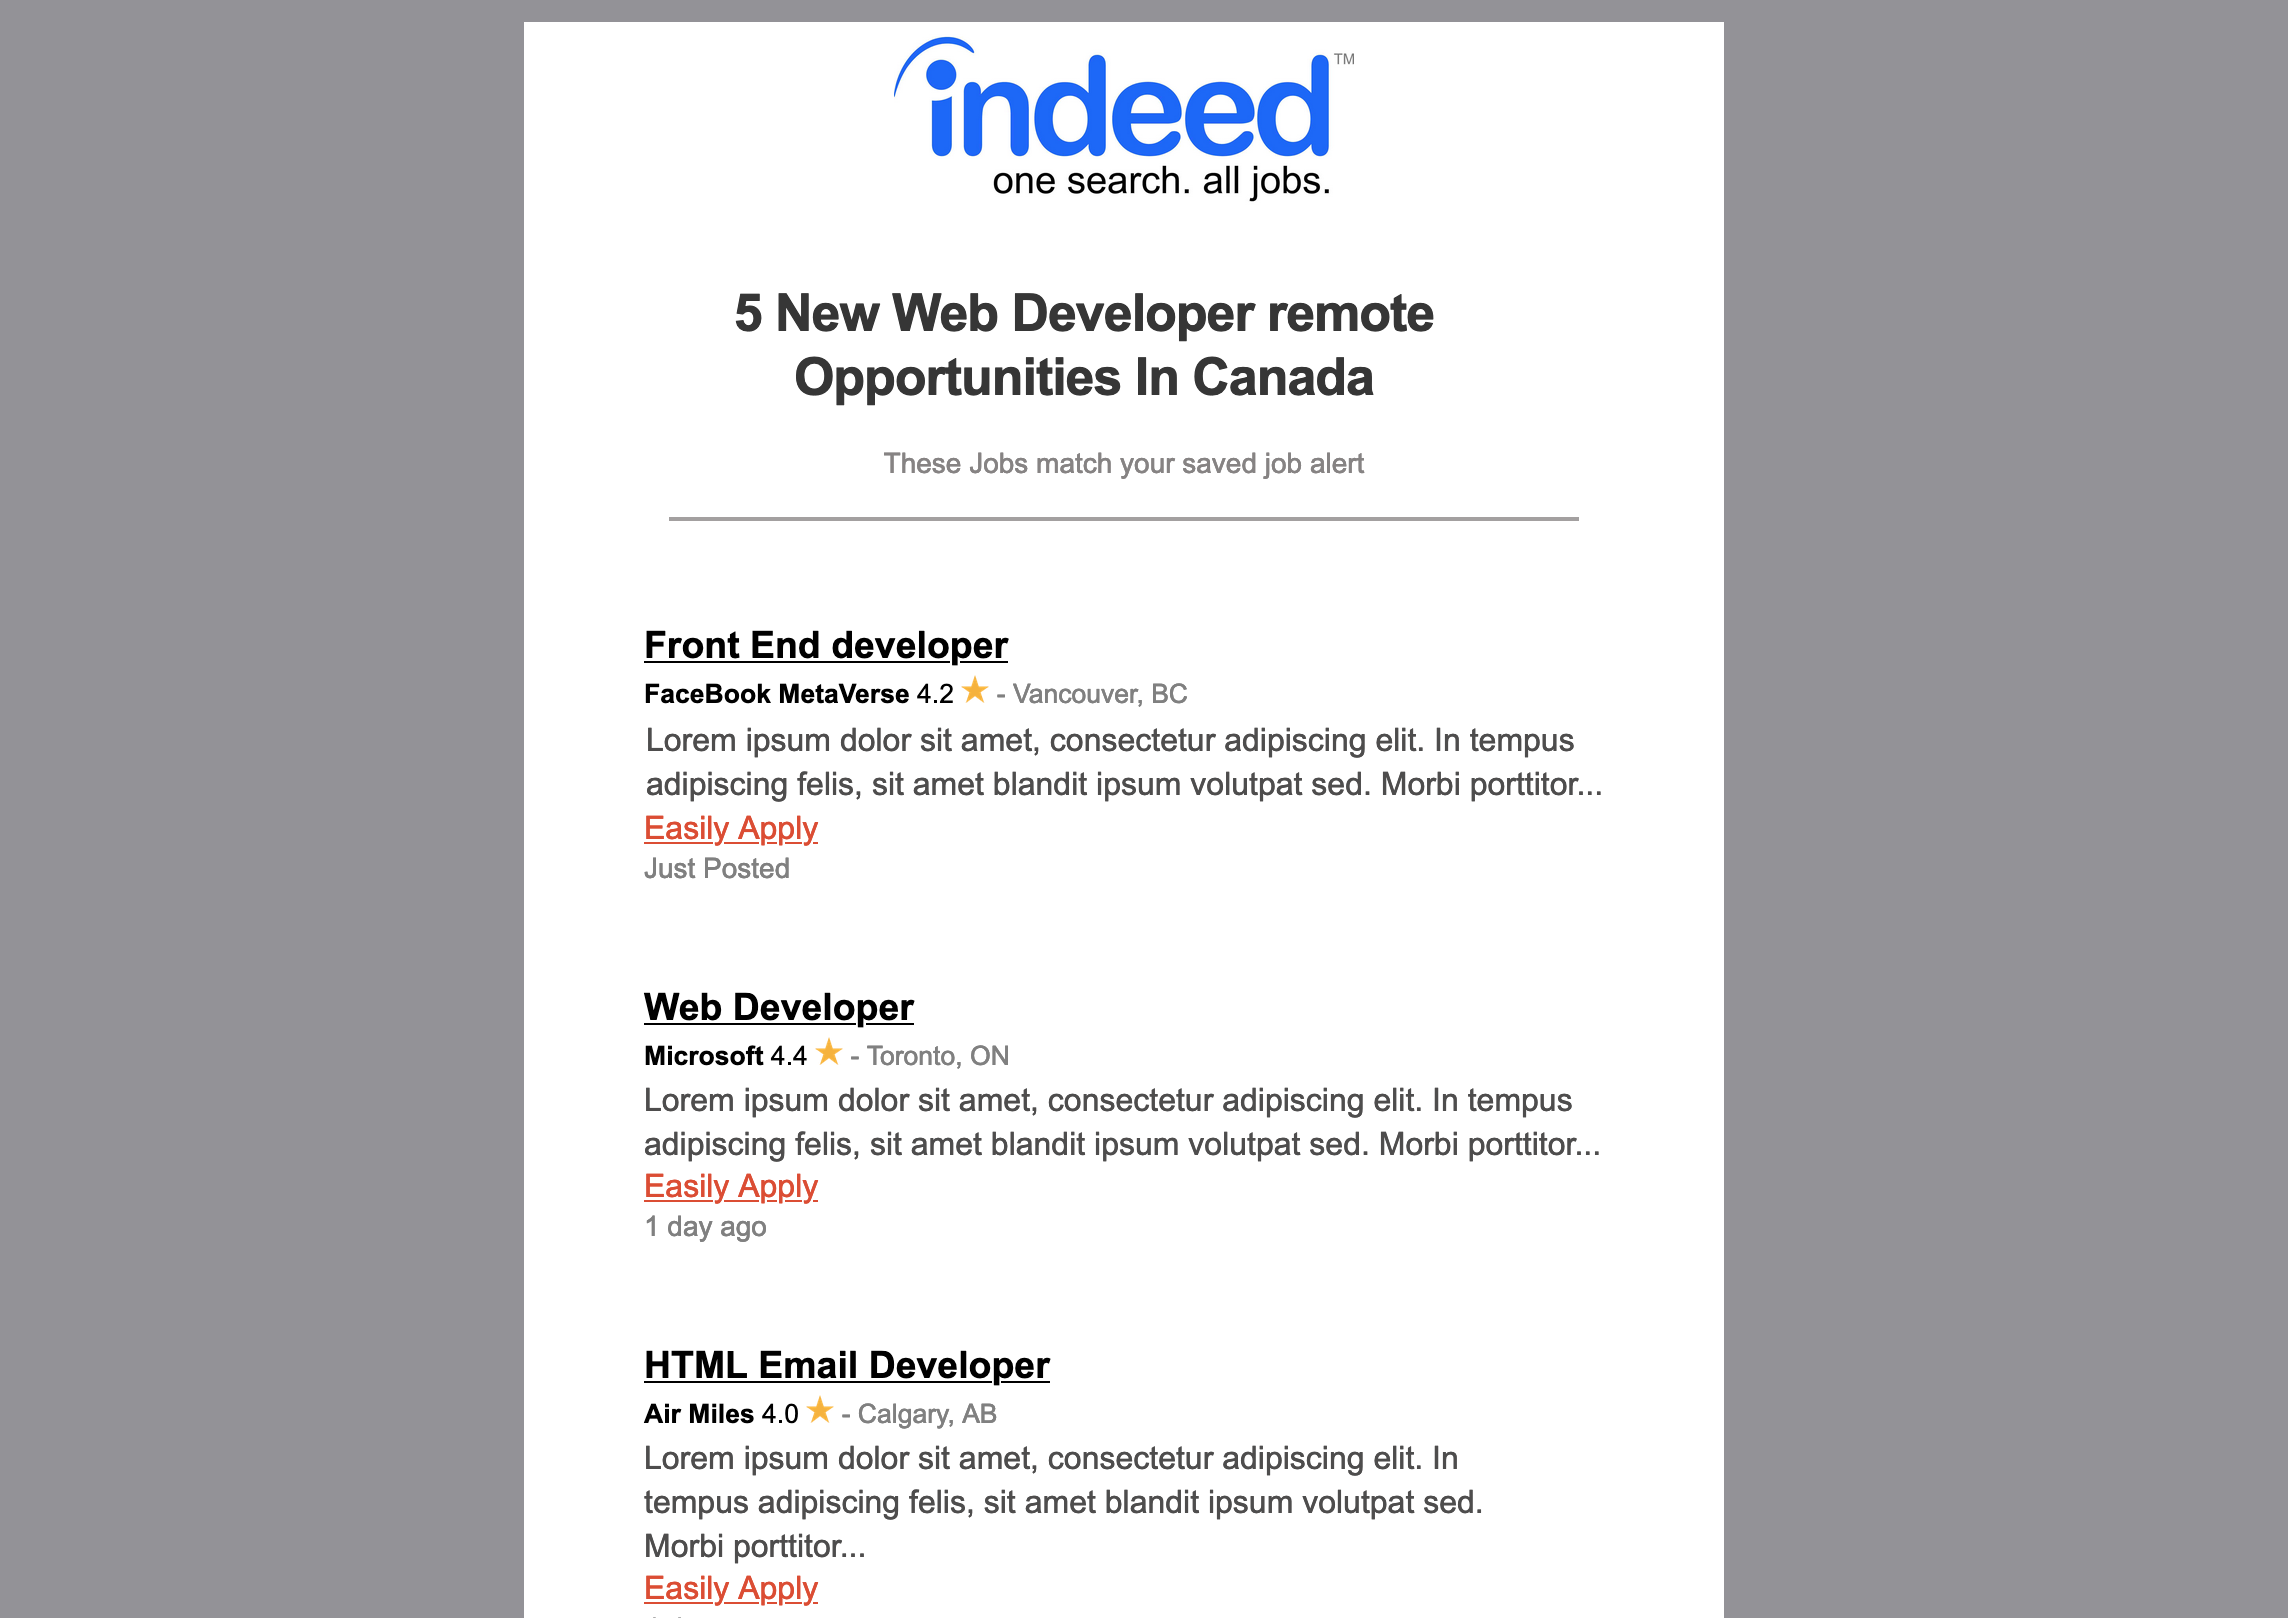 indeed™
one search. all jobs.
5 New Web Developer remote
Opportunities In Canada
These Jobs match your saved job alert
Front End developer
FaceBook MetaVerse 4.2 ★ - Vancouver, BC
Lorem ipsum dolor sit amet, consectetur adipiscing elit. In tempus
adipiscing felis, sit amet blandit ipsum volutpat sed. Morbi porttitor...
Easily Apply
Just Posted
Web Developer
Microsoft 4.4 ★ - Toronto, ON
Lorem ipsum dolor sit amet, consectetur adipiscing elit. In tempus
adipiscing felis, sit amet blandit ipsum volutpat sed. Morbi porttitor...
Easily Apply
1 day ago
HTML Email Developer
Air Miles 4.0 ★ - Calgary, AB
Lorem ipsum dolor sit amet, consectetur adipiscing elit. In
tempus adipiscing felis, sit amet blandit ipsum volutpat sed.
Morbi porttitor...
Easily Apply